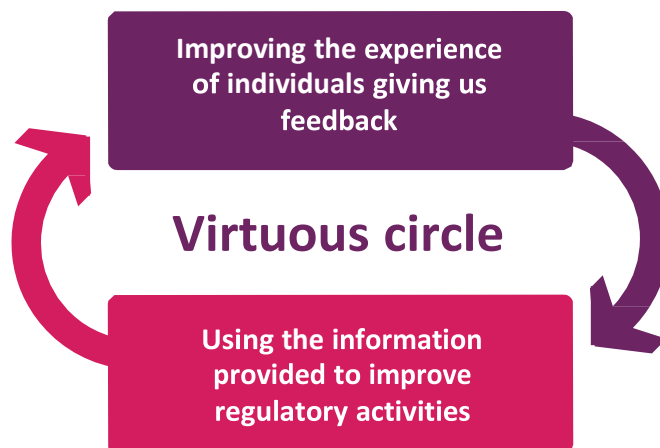 Improving the experience
of individuals giving us
feedback
Virtuous circle
Using the information
provided to improve
regulatory activities